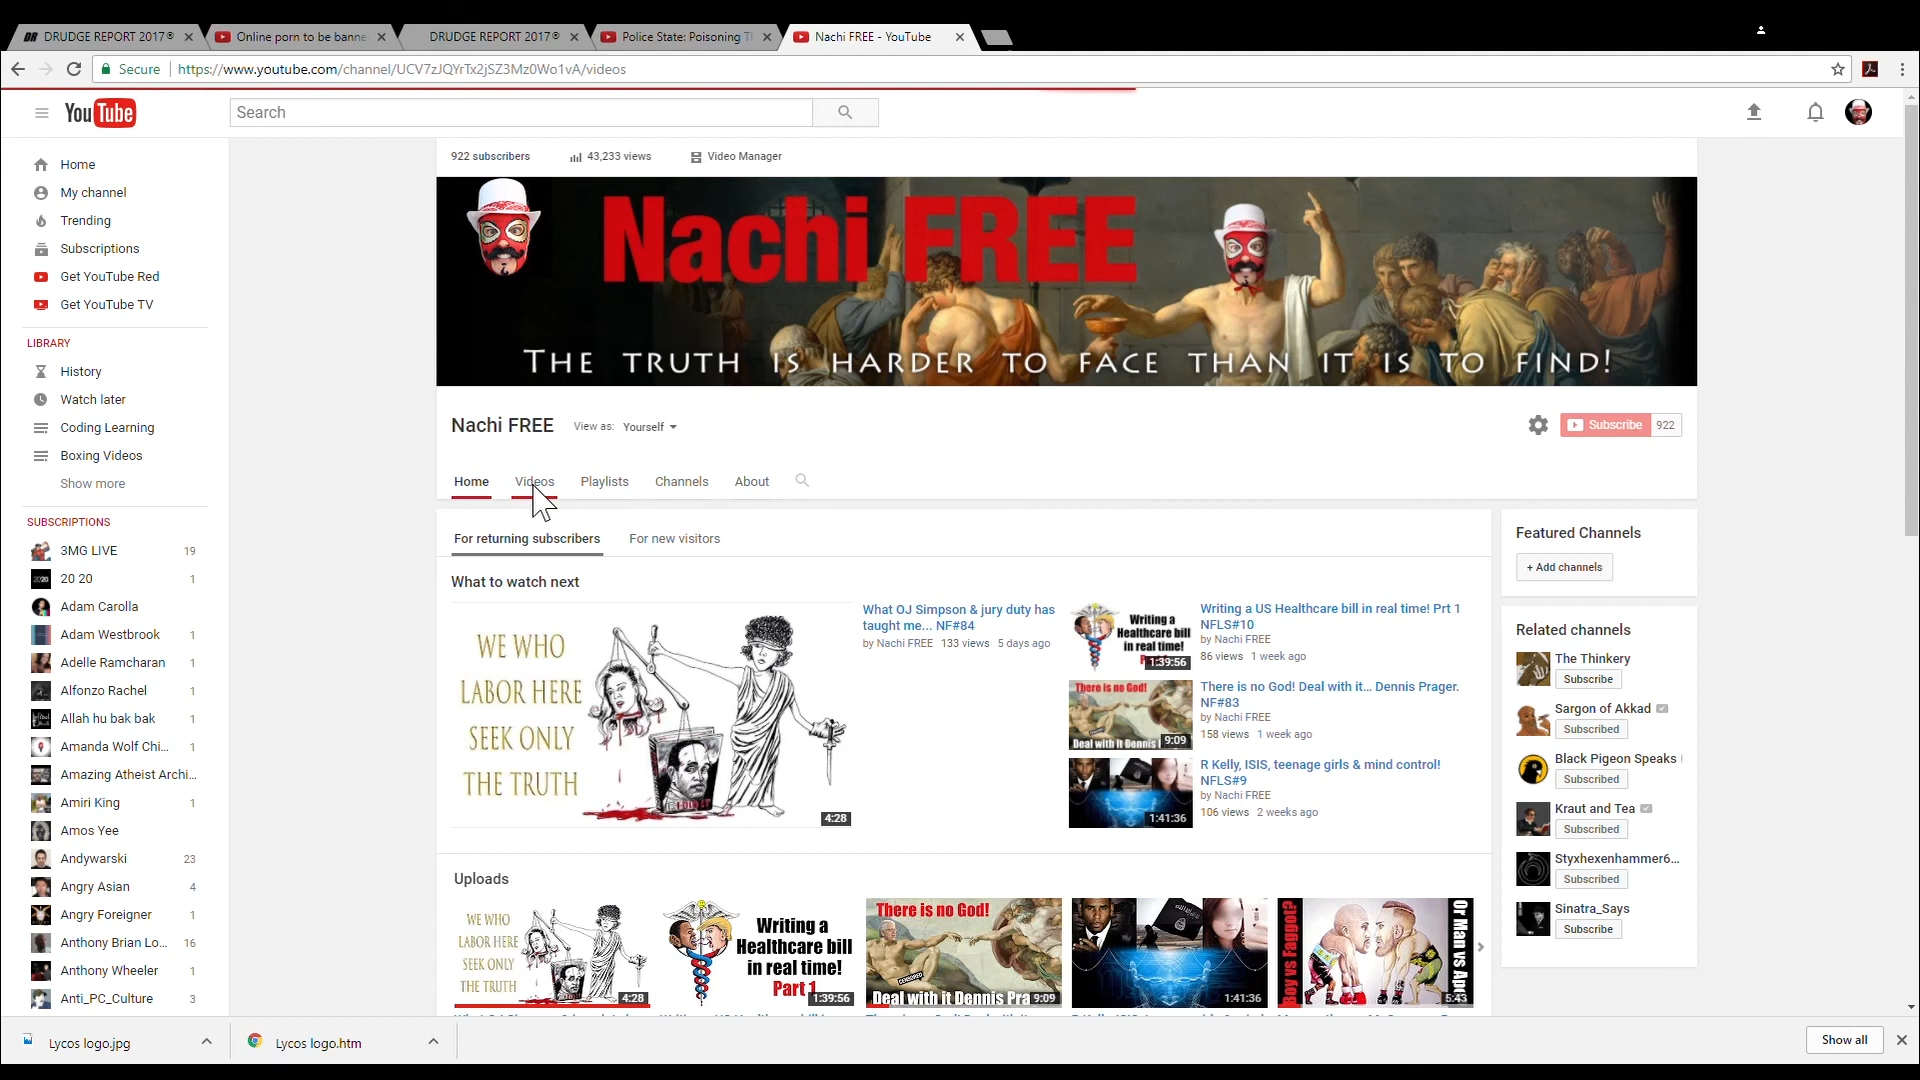 DRUDGE REPORT 2017®
Online porn to be banne
DRUDGE REPORT 2017®
Police State: Poisoning T
Nachi FREE - YouTube
Secure
https://www.youtube.com/channel/UCV7zJQYrTx2jSZ3Mz0Wo1vA/videos
YouTube
Search
922 subscribers
43,233 views
Video Manager
Nachi FREE
THE TRUTH IS HARDER TO FACE THAN IT IS TO FIND!
Nachi FREE
View as: Yourself
Subscribe 922
Home
Videos
Playlists
Channels
About
Home
My channel
Trending
Subscriptions
Get YouTube Red
Get YouTube TV
LIBRARY
History
Watch later
Coding Learning
Boxing Videos
Show more
SUBSCRIPTIONS
3MG LIVE 19
20 20 1
Adam Carolla
Adam Westbrook 1
Adelle Ramcharan 1
Alfonzo Rachel 1
Allah hu bak bak 1
Amanda Wolf Chi... 1
Amazing Atheist Archi...
Amiri King 1
Amos Yee
Andywarski 23
Angry Asian 4
Angry Foreigner 1
Anthony Brian Lo... 16
Anthony Wheeler 1
Anti_PC_Culture 3
For returning subscribers
For new visitors
What to watch next
WE WHO
LABOR HERE
SEEK ONLY
THE TRUTH
4:28
What OJ Simpson & jury duty has
taught me... NF#84
by Nachi FREE 133 views 5 days ago
Writing a
Healthcare bill
in real time!
1:39:56
Writing a US Healthcare bill in real time! Prt 1
NFLS#10
by Nachi FREE
86 views 1 week ago
There is no God!
Deal with it Dennis
9:09
There is no God! Deal with it... Dennis Prager.
NF#83
by Nachi FREE
158 views 1 week ago
1:41:36
R Kelly, ISIS, teenage girls & mind control!
NFLS#9
by Nachi FREE
106 views 2 weeks ago
Uploads
WE WHO
LABOR HERE
SEEK ONLY
THE TRUTH
4:28
Writing a
Healthcare bill
in real time!
Part 1
1:39:56
There is no God!
CENSORED
Deal with it Dennis Pra
9:09
1:41:36
Boy vs Faggot?
Or Man vs Ape
5:43
Featured Channels
+ Add channels
Related channels
The Thinkery
Subscribe
Sargon of Akkad
Subscribed
Black Pigeon Speaks
Subscribed
Kraut and Tea
Subscribed
Styxhexenhammer6...
Subscribed
Sinatra_Says
Subscribe
Lycos logo.jpg
Lycos logo.htm
Show all